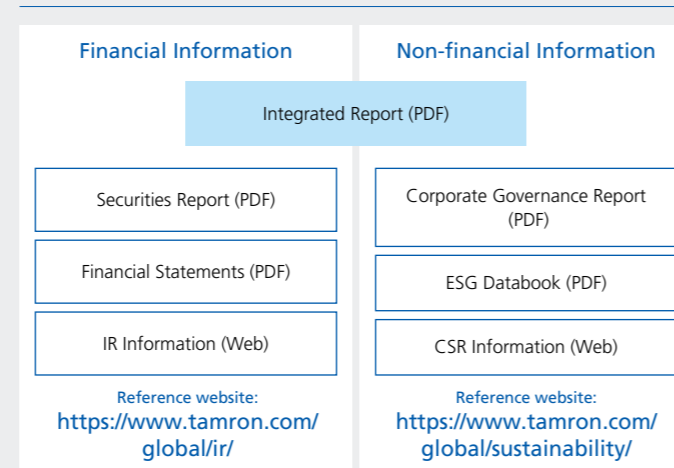 Financial Information
Non-financial Information
Integrated Report (PDF)
Securities Report (PDF)
Financial Statements (PDF)
IR Information (Web)
Reference website:
https://www.tamron.com/
global/ir/
Corporate Governance Report
(PDF)
ESG Databook (PDF)
CSR Information (Web)
Reference website:
https://www.tamron.com/
global/sustainability/